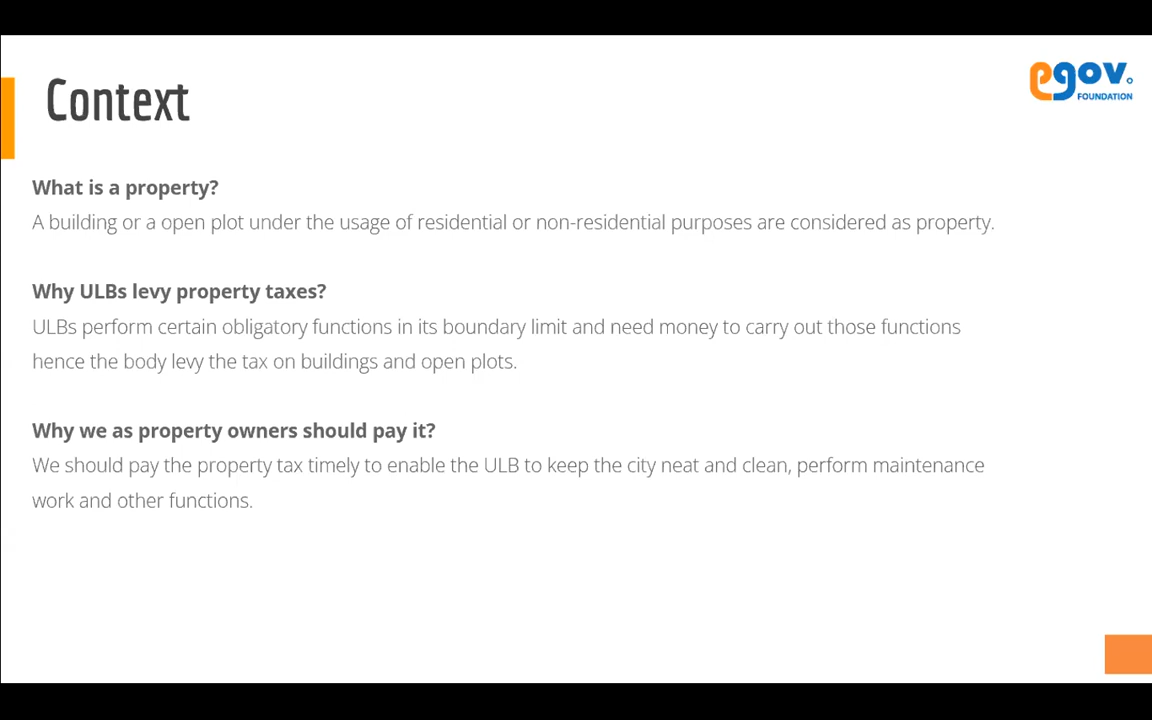 Context
egov.
FOUNDATION
What is a property?
A building or a open plot under the usage of residential or non-residential purposes are considered as property.
Why ULBs levy property taxes?
ULBs perform certain obligatory functions in its boundary limit and need money to carry out those functions
hence the body levy the tax on buildings and open plots.
Why we as property owners should pay it?
We should pay the property tax timely to enable the ULB to keep the city neat and clean, perform maintenance
work and other functions.